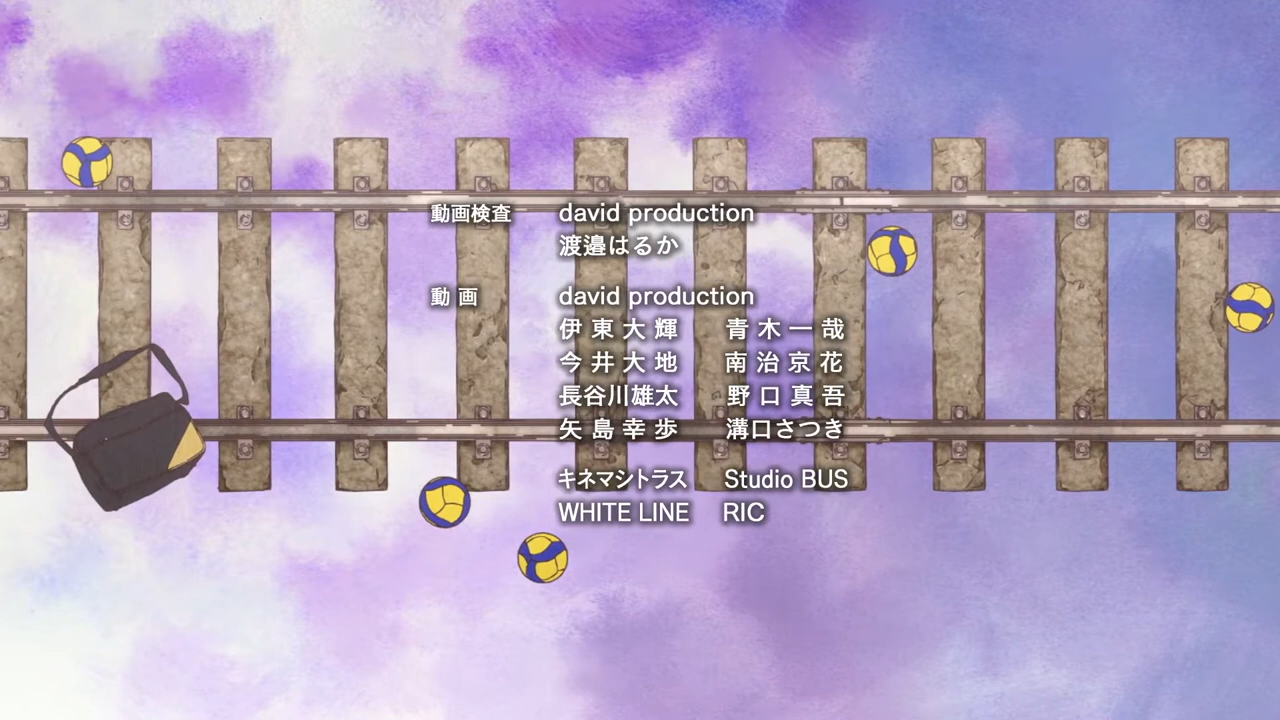 動画検査 david production
渡邉はるか
動画 david production
伊東大輝 青木一哉
今井大地 南治京花
長谷川雄太 野口真吾
矢島幸歩 溝口さつき
キネマシトラス Studio BUS
WHITE LINE RIC